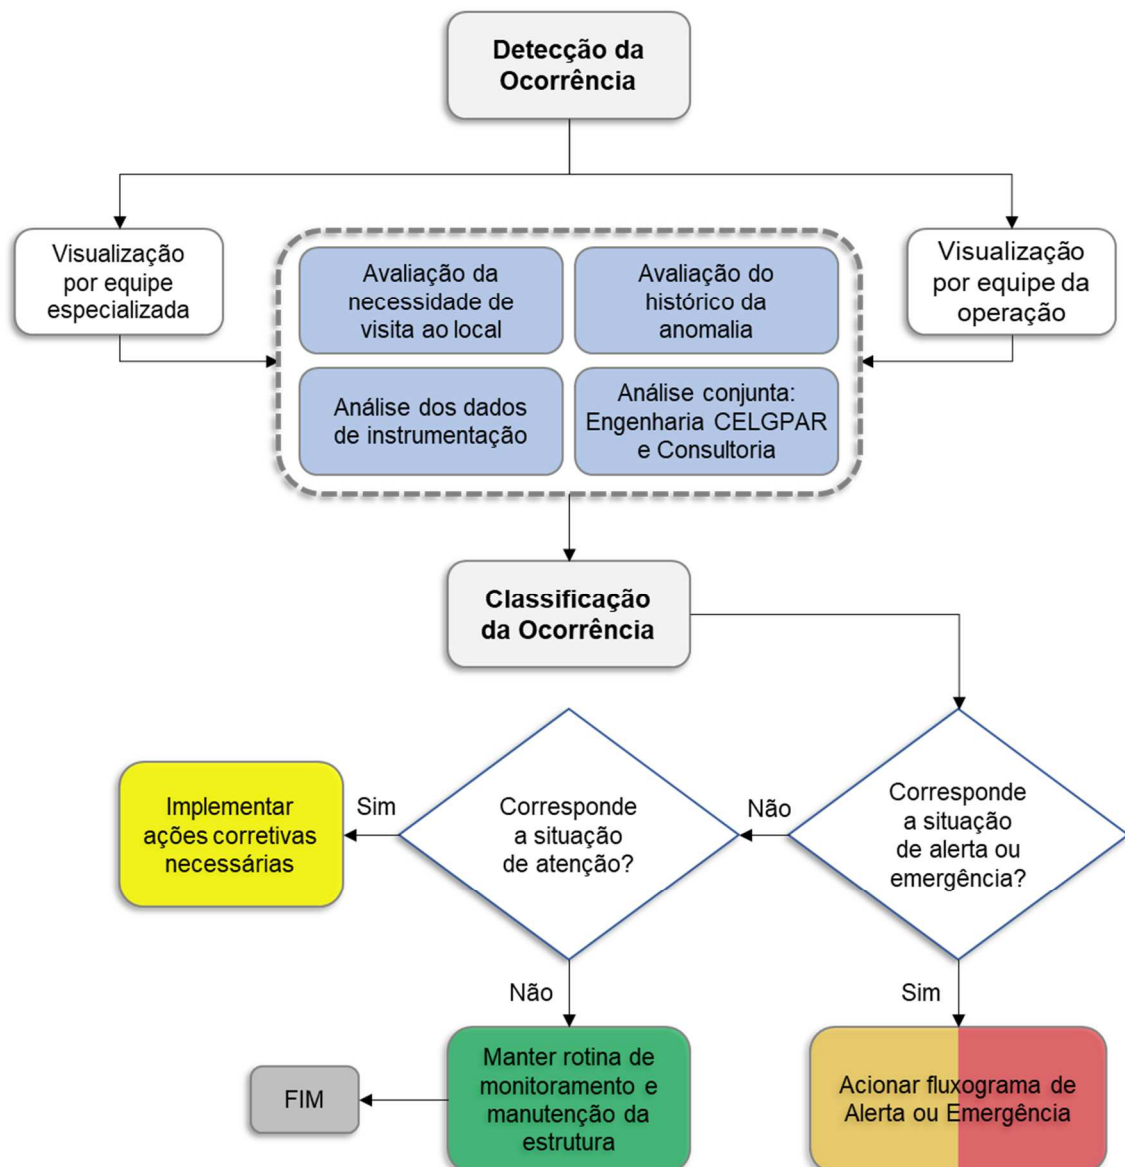 Detecção da
Ocorrência
Visualização
por equipe
especializada
Avaliação da
necessidade de
visita ao local
Avaliação do
histórico da
anomalia
Visualização
por equipe da
operação
Análise dos dados
de instrumentação
Análise conjunta:
Engenharia CELGPAR
e Consultoria
Classificação
da Ocorrência
Implementar
ações corretivas
necessárias
Sim
Corresponde
a situação
de atenção?
Não
Corresponde
a situação
de alerta ou
emergência?
Não
Sim
FIM
Manter rotina de
monitoramento e
manutenção da
estrutura
Acionar fluxograma de
Alerta ou Emergência